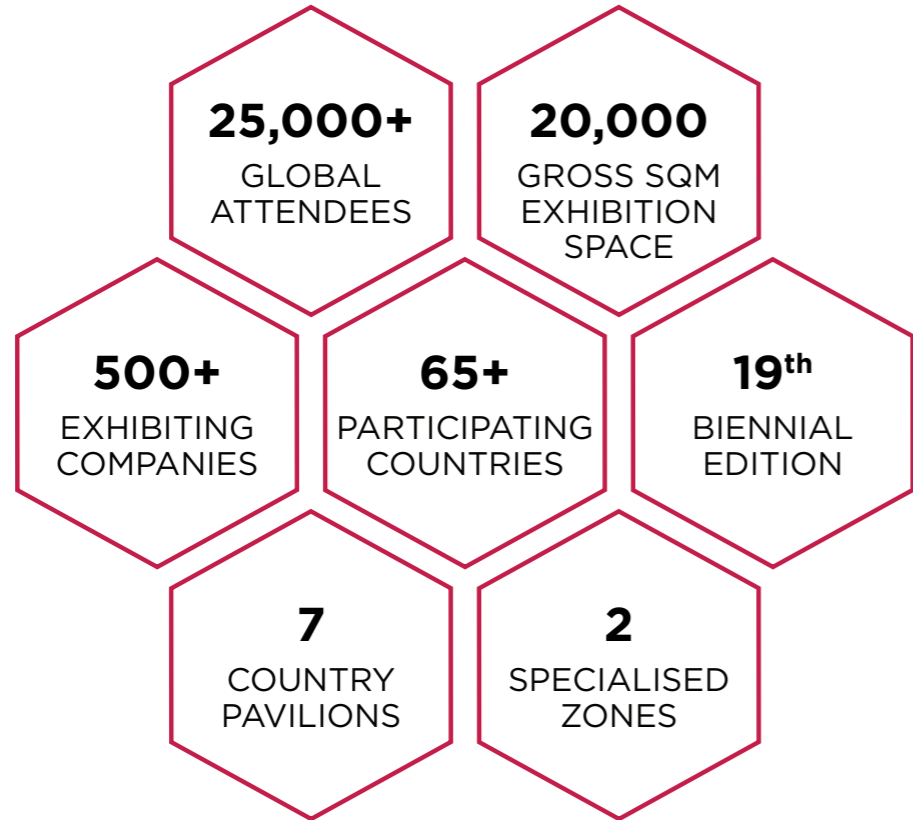 25,000+
GLOBAL
ATTENDEES
20,000
GROSS SQM
EXHIBITION
SPACE
500+
EXHIBITING
COMPANIES
65+
PARTICIPATING
COUNTRIES
19th
BIENNIAL
EDITION
7
COUNTRY
PAVILIONS
2
SPECIALISED
ZONES